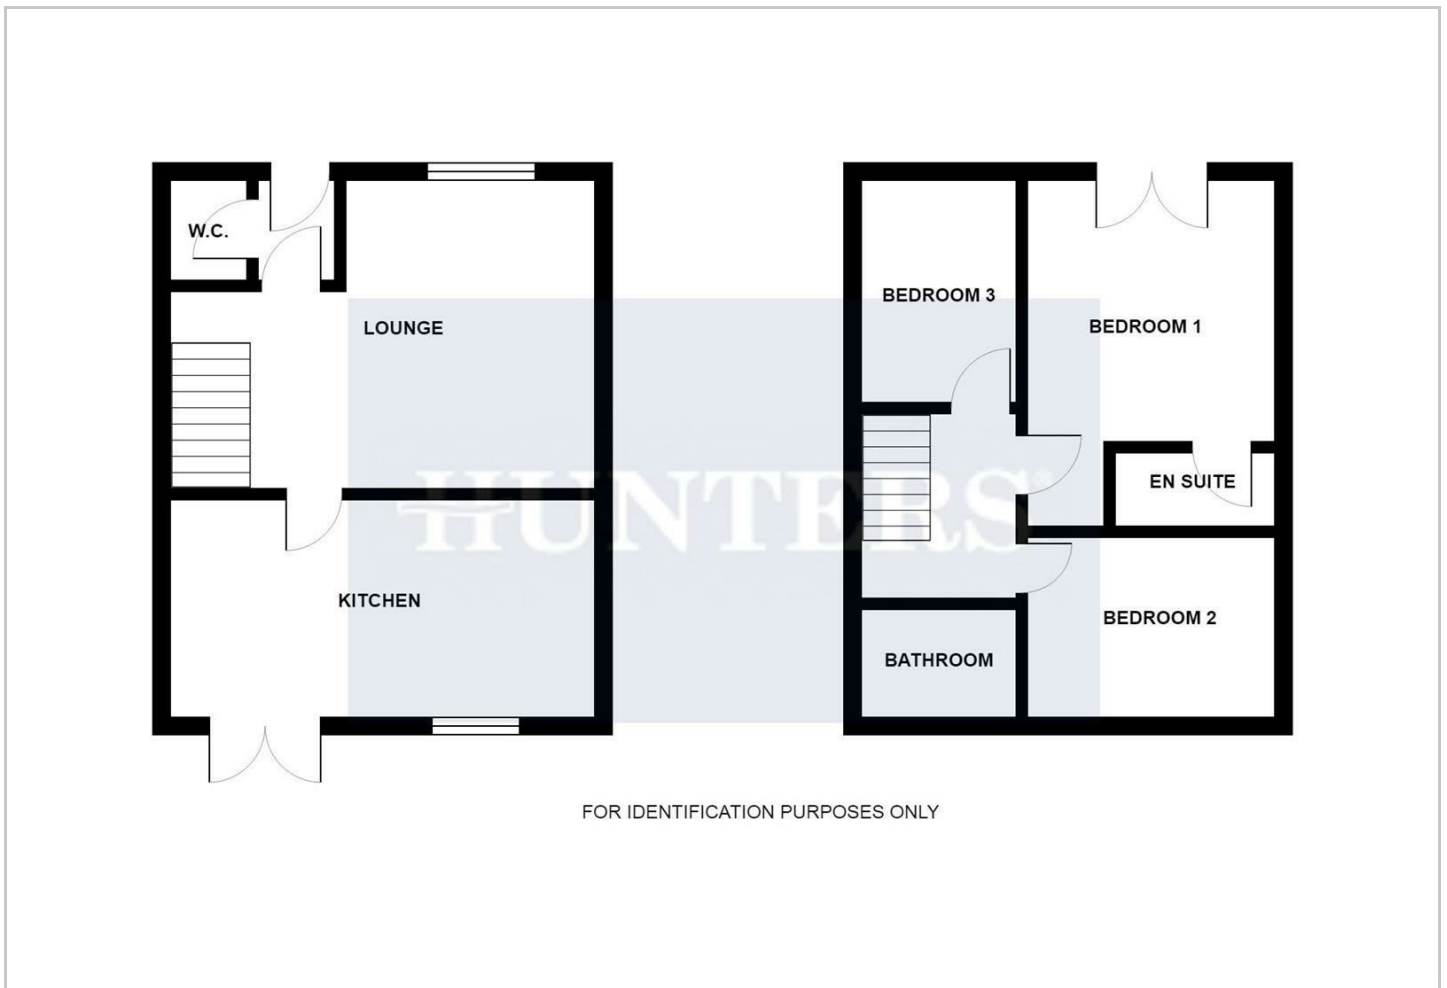 W.C.
LOUNGE
KITCHEN
BEDROOM 3
BEDROOM 1
EN SUITE
BEDROOM 2
BATHROOM
HUNTERS®
FOR IDENTIFICATION PURPOSES ONLY